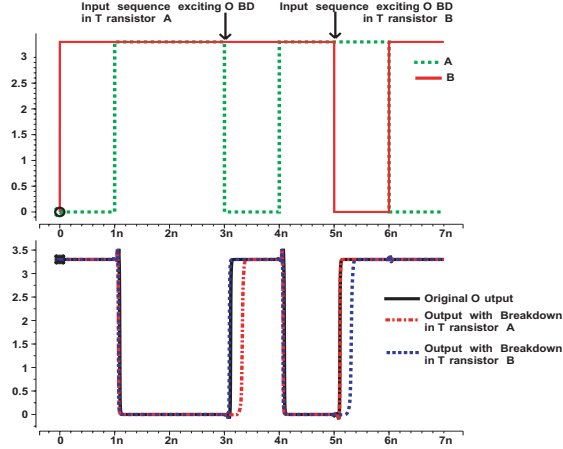 Input sequence exciting O BD
in T ransistor A
Input sequence exciting O BD
in T ransistor B
3
2.5
2
1.5
1
0.5
0
A
B
0 1n 2n 3n 4n 5n 6n 7n
3.5
3
2.5
2
1.5
1
0.5
0
Original O utput
Output with Breakdown
in T ransistor A
Output with Breakdown
in T ransistor B
0 1n 2n 3n 4n 5n 6n 7n